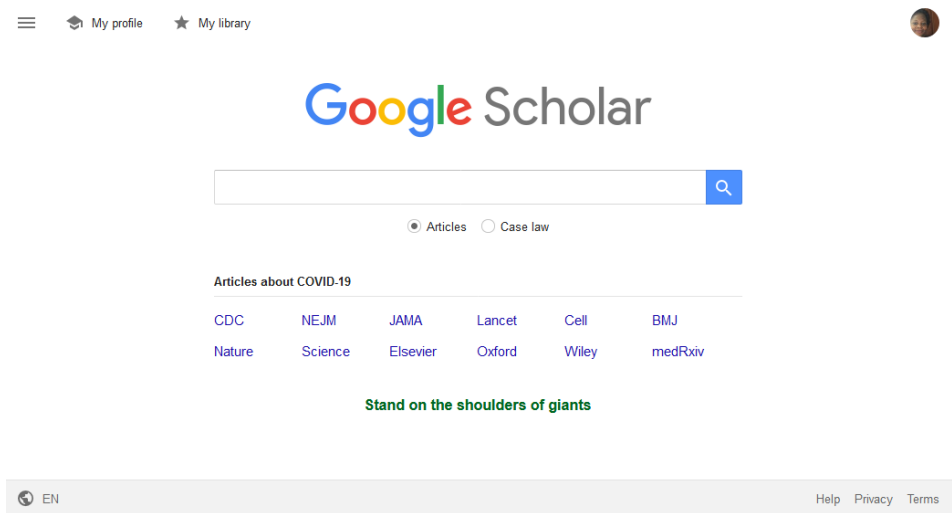 My profile My library
Google Scholar
Articles Case law
Articles about COVID-19
CDC NEJM JAMA Lancet Cell BMJ
Nature Science Elsevier Oxford Wiley medRxiv
Stand on the shoulders of giants
EN Help Privacy Terms